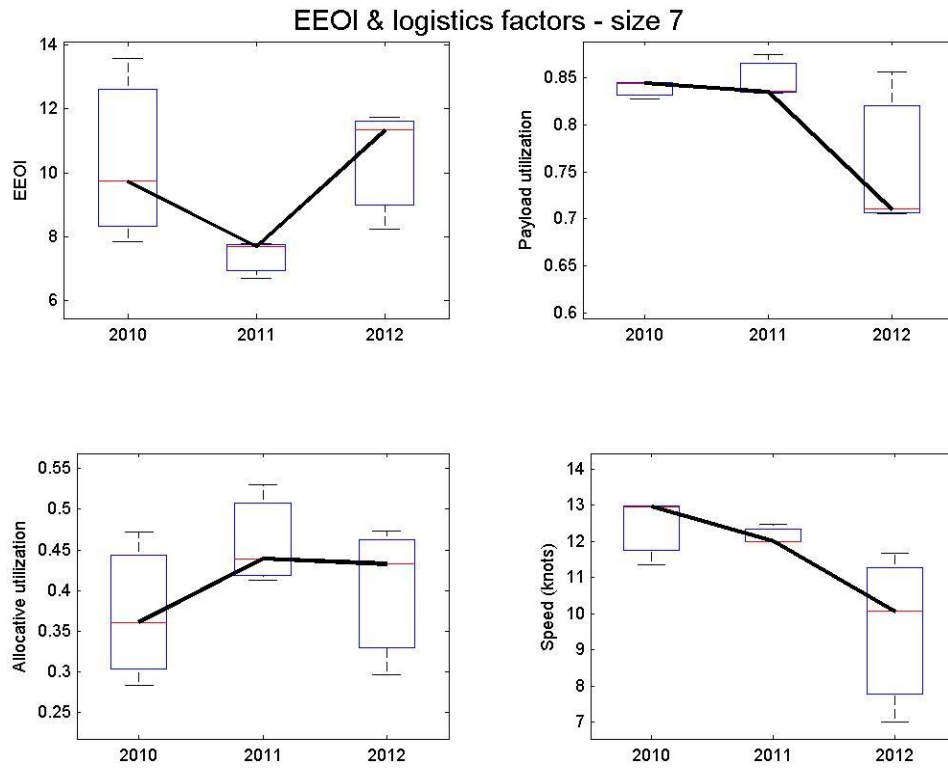 EEOI & logistics factors - size 7
EEOI
14
12
10
8
6
2010 2011 2012
Payload utilization
0.85
0.8
0.75
0.7
0.65
0.6
2010 2011 2012
Allocative utilization
0.55
0.5
0.45
0.4
0.35
0.3
0.25
2010 2011 2012
Speed (knots)
14
13
12
11
10
9
8
7
2010 2011 2012